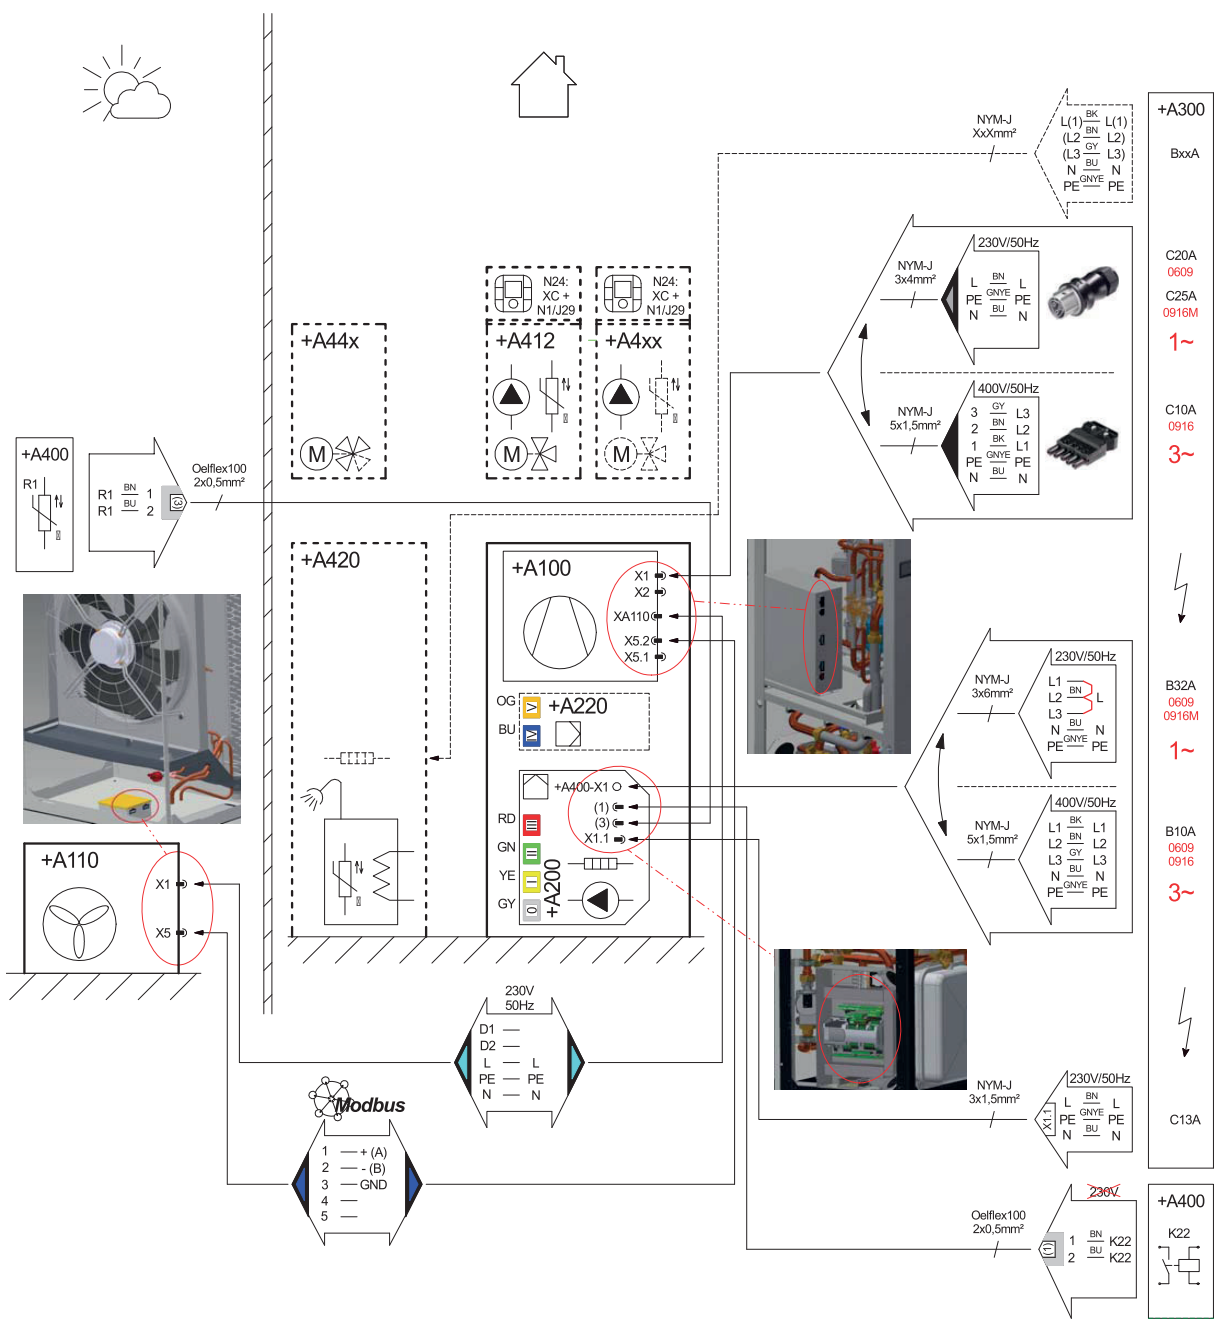 +A300
NYM-J
XxXmm²
L(1) BK L(1)
(L2 BN L2)
(L3 GY L3)
N BU N
PE GNYE PE
BxxA
230V/50Hz
NYM-J
3x4mm²
L BN L
PE GNYE PE
N BU N
C20A
0609
C25A
0916M
1~
400V/50Hz
NYM-J
5x1,5mm²
3 GY L3
2 BN L2
1 BK L1
PE GNYE PE
N BU N
C10A
0916
3~
N24:
XC +
N1/J29
N24:
XC +
N1/J29
+A44x
+A412
+A4xx
M
M
M
+A400
R1
R1 BN 1
R1 BU 2
(3)
Oelflex100
2x0,5mm²
+A420
+A100
X1
X2
XA110
X5.2
X5.1
OG
BU
IV
+A220
+A400-X1
(1)
(3)
X1.1
RD III
GN II
YE I
GY 0
+A200
230V/50Hz
NYM-J
3x6mm²
L1
L2 BN L
L3
N BU N
PE GNYE PE
B32A
0609
0916M
1~
400V/50Hz
NYM-J
5x1,5mm²
L1 BK L1
L2 BN L2
L3 GY L3
N BU N
PE GNYE PE
B10A
0609
0916
3~
+A110
X1
X5
230V
50Hz
D1
D2
L L
PE PE
N N
Modbus
1 + (A)
2 - (B)
3 GND
4
5
230V/50Hz
NYM-J
3x1,5mm²
X1.1
L BN L
PE GNYE PE
N BU N
C13A
230V
Oelflex100
2x0,5mm²
(1)
1 BN K22
2 BU K22
+A400
K22